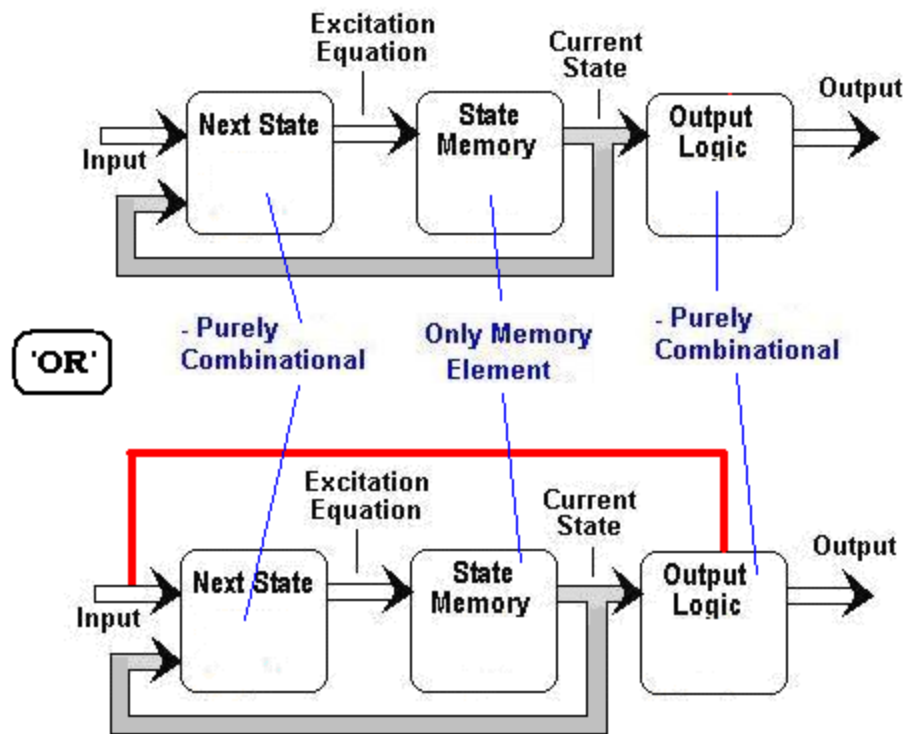 Excitation
Equation
Current
State
Output
Next State
State
Memory
Output
Logic
Input
- Purely
Combinational
Only Memory
Element
- Purely
Combinational
'OR'
Excitation
Equation
Current
State
Output
Next State
State
Memory
Output
Logic
Input